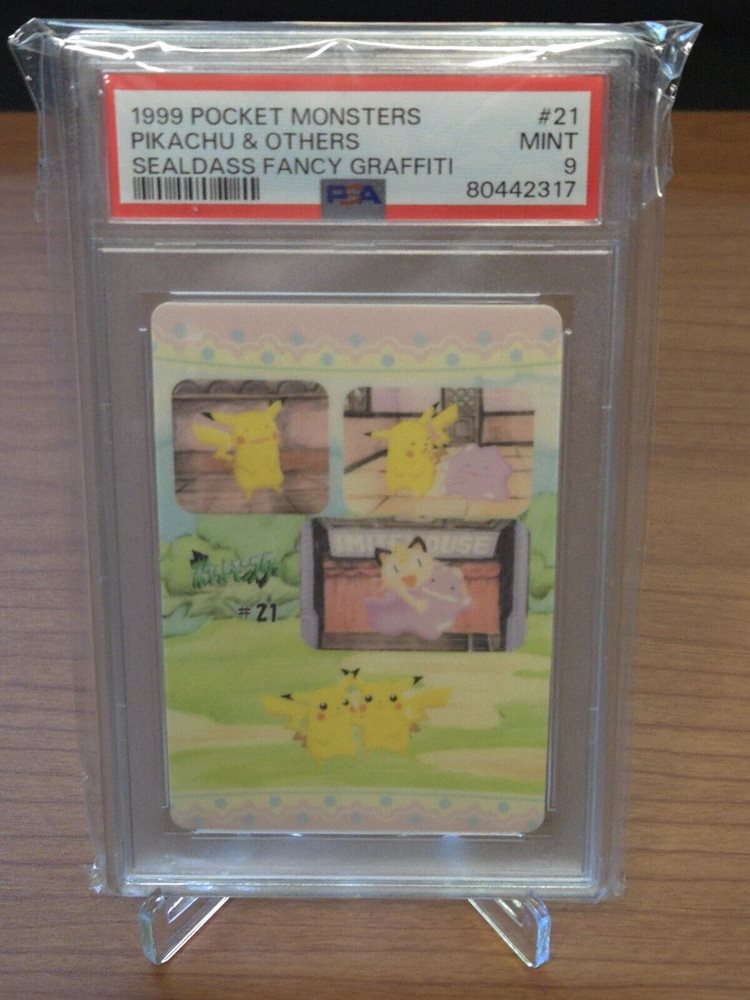 1999 POCKET MONSTERS #21
PIKACHU & OTHERS MINT
SEALDASS FANCY GRAFFITI 9
PSA 80442317
#21